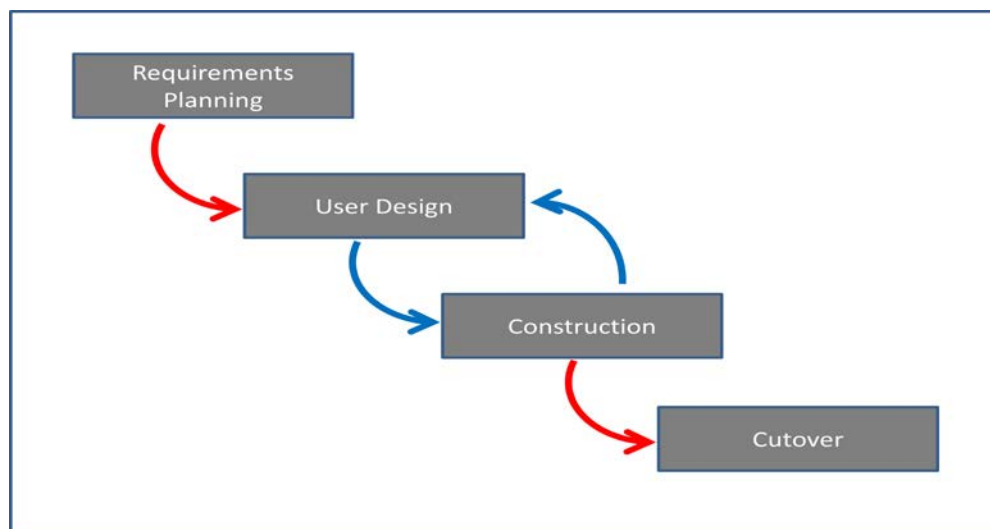 Requirements
Planning
User Design
Construction
Cutover